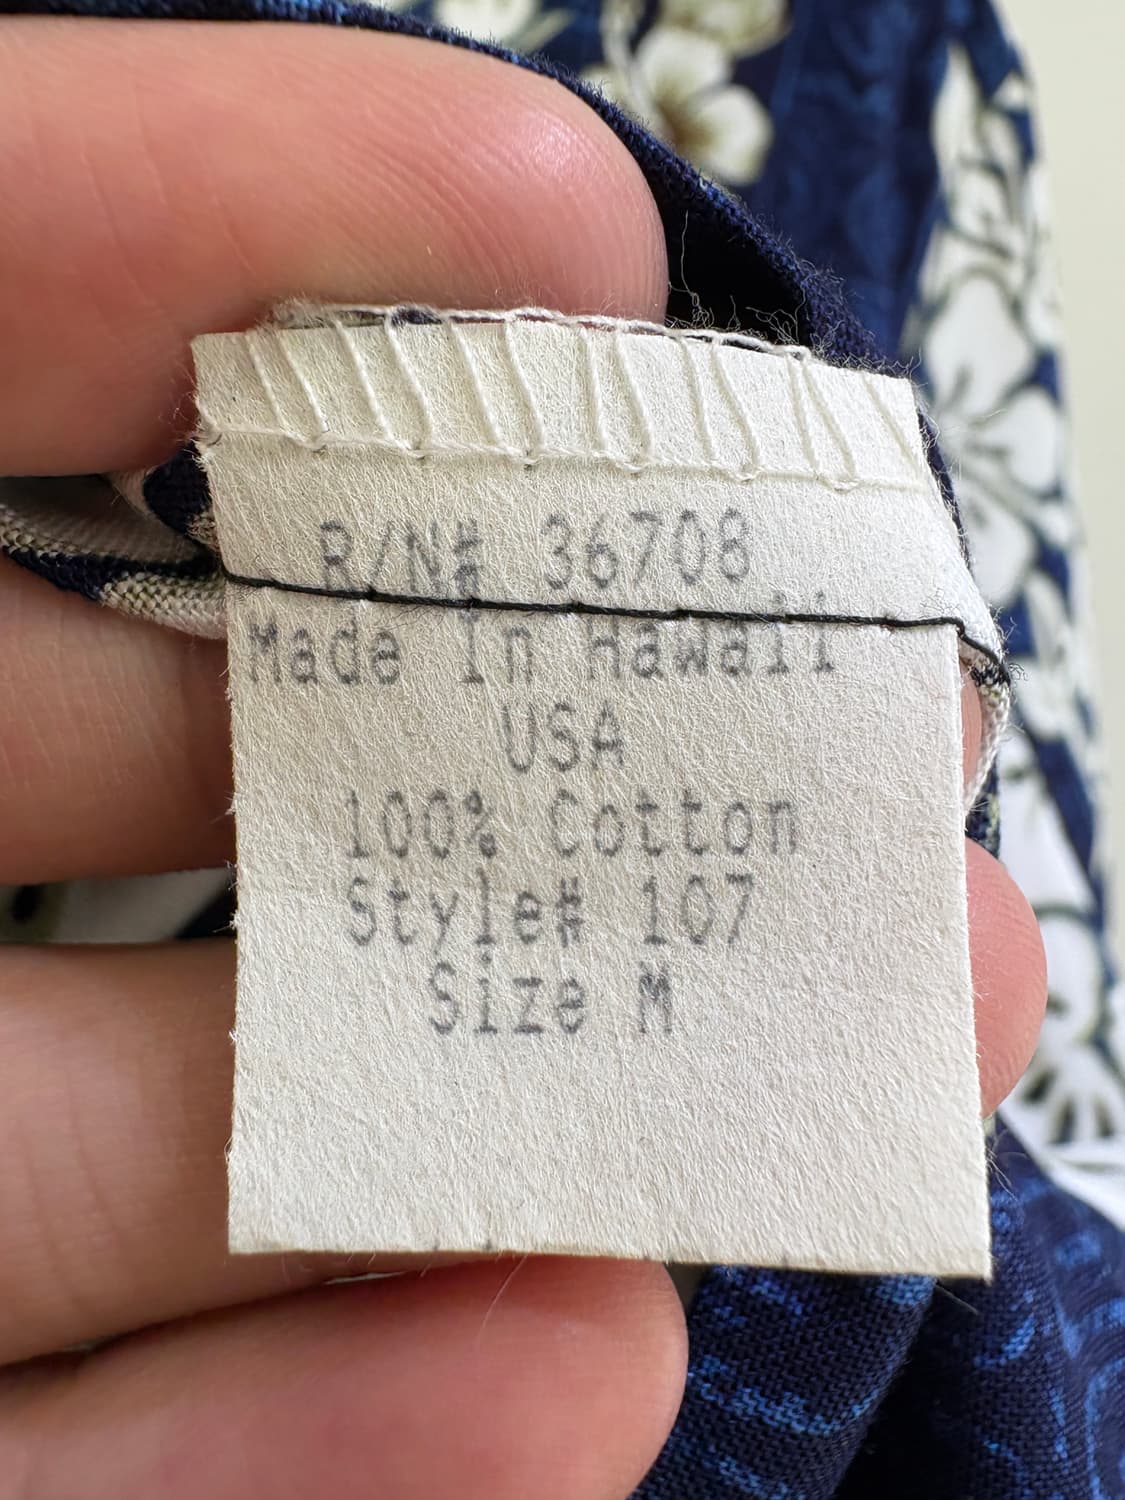 R/N# 36708
Made In Hawaii
USA
100% Cotton
Style# 107
Size M